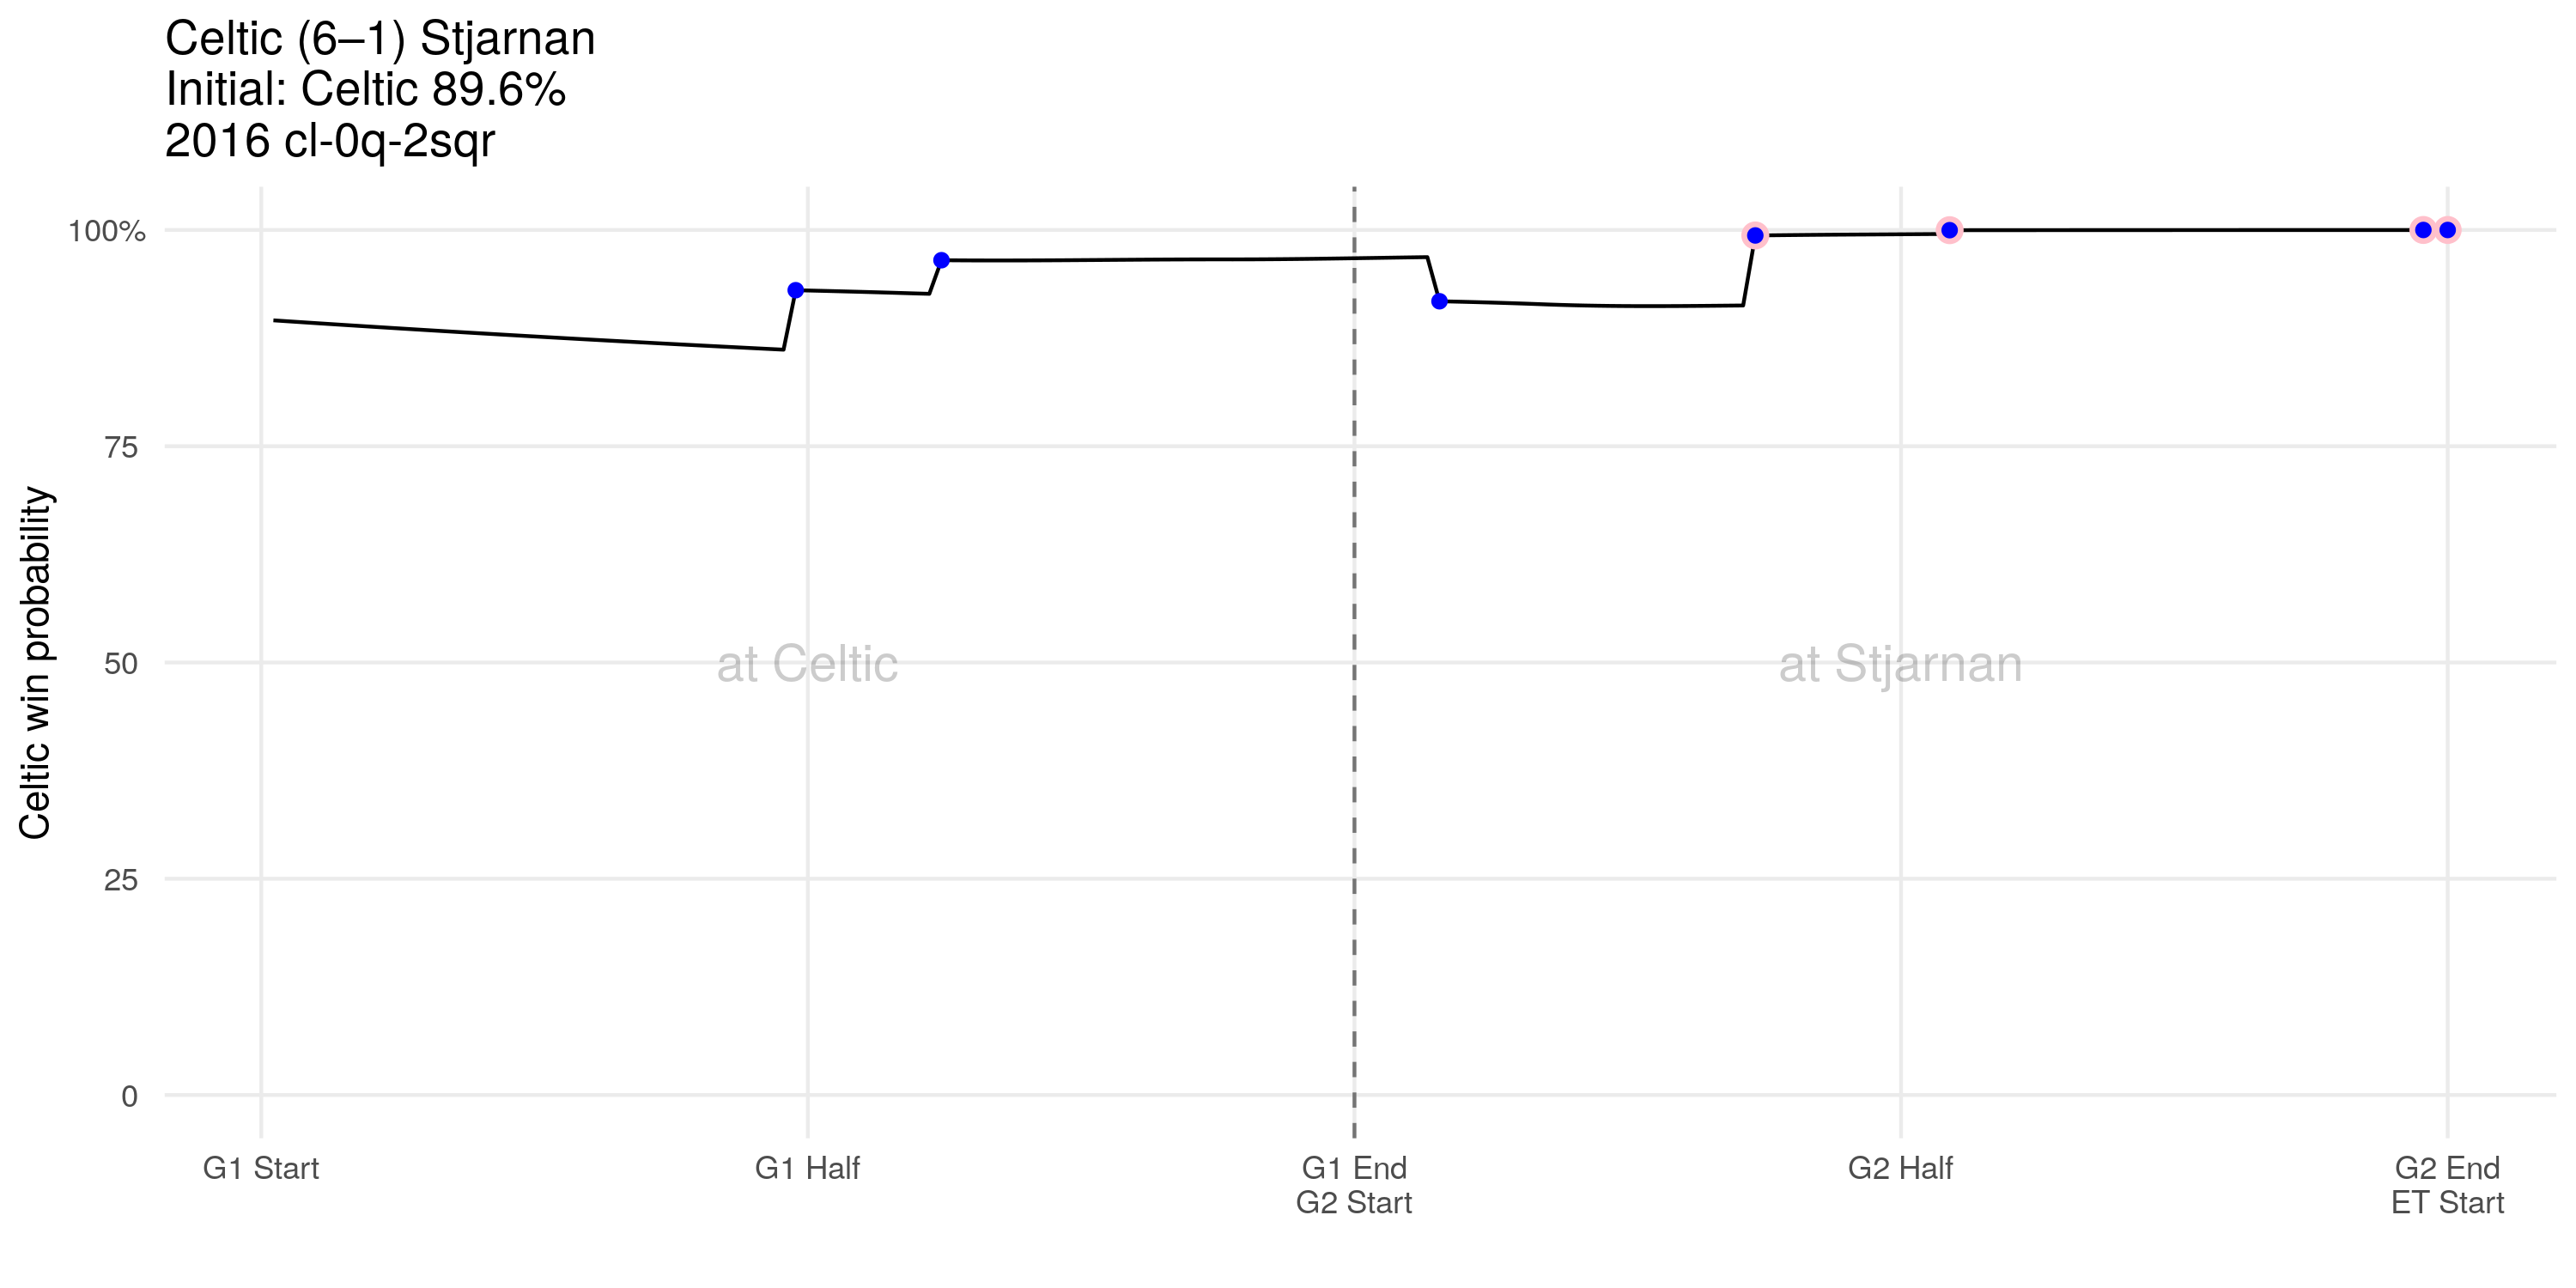 Celtic (6–1) Stjarnan
Initial: Celtic 89.6%
2016 cl-0q-2sqr
Celtic win probability
100%
75
50
25
0
at Celtic
at Stjarnan
G1 Start
G1 Half
G1 End
G2 Start
G2 Half
G2 End
ET Start